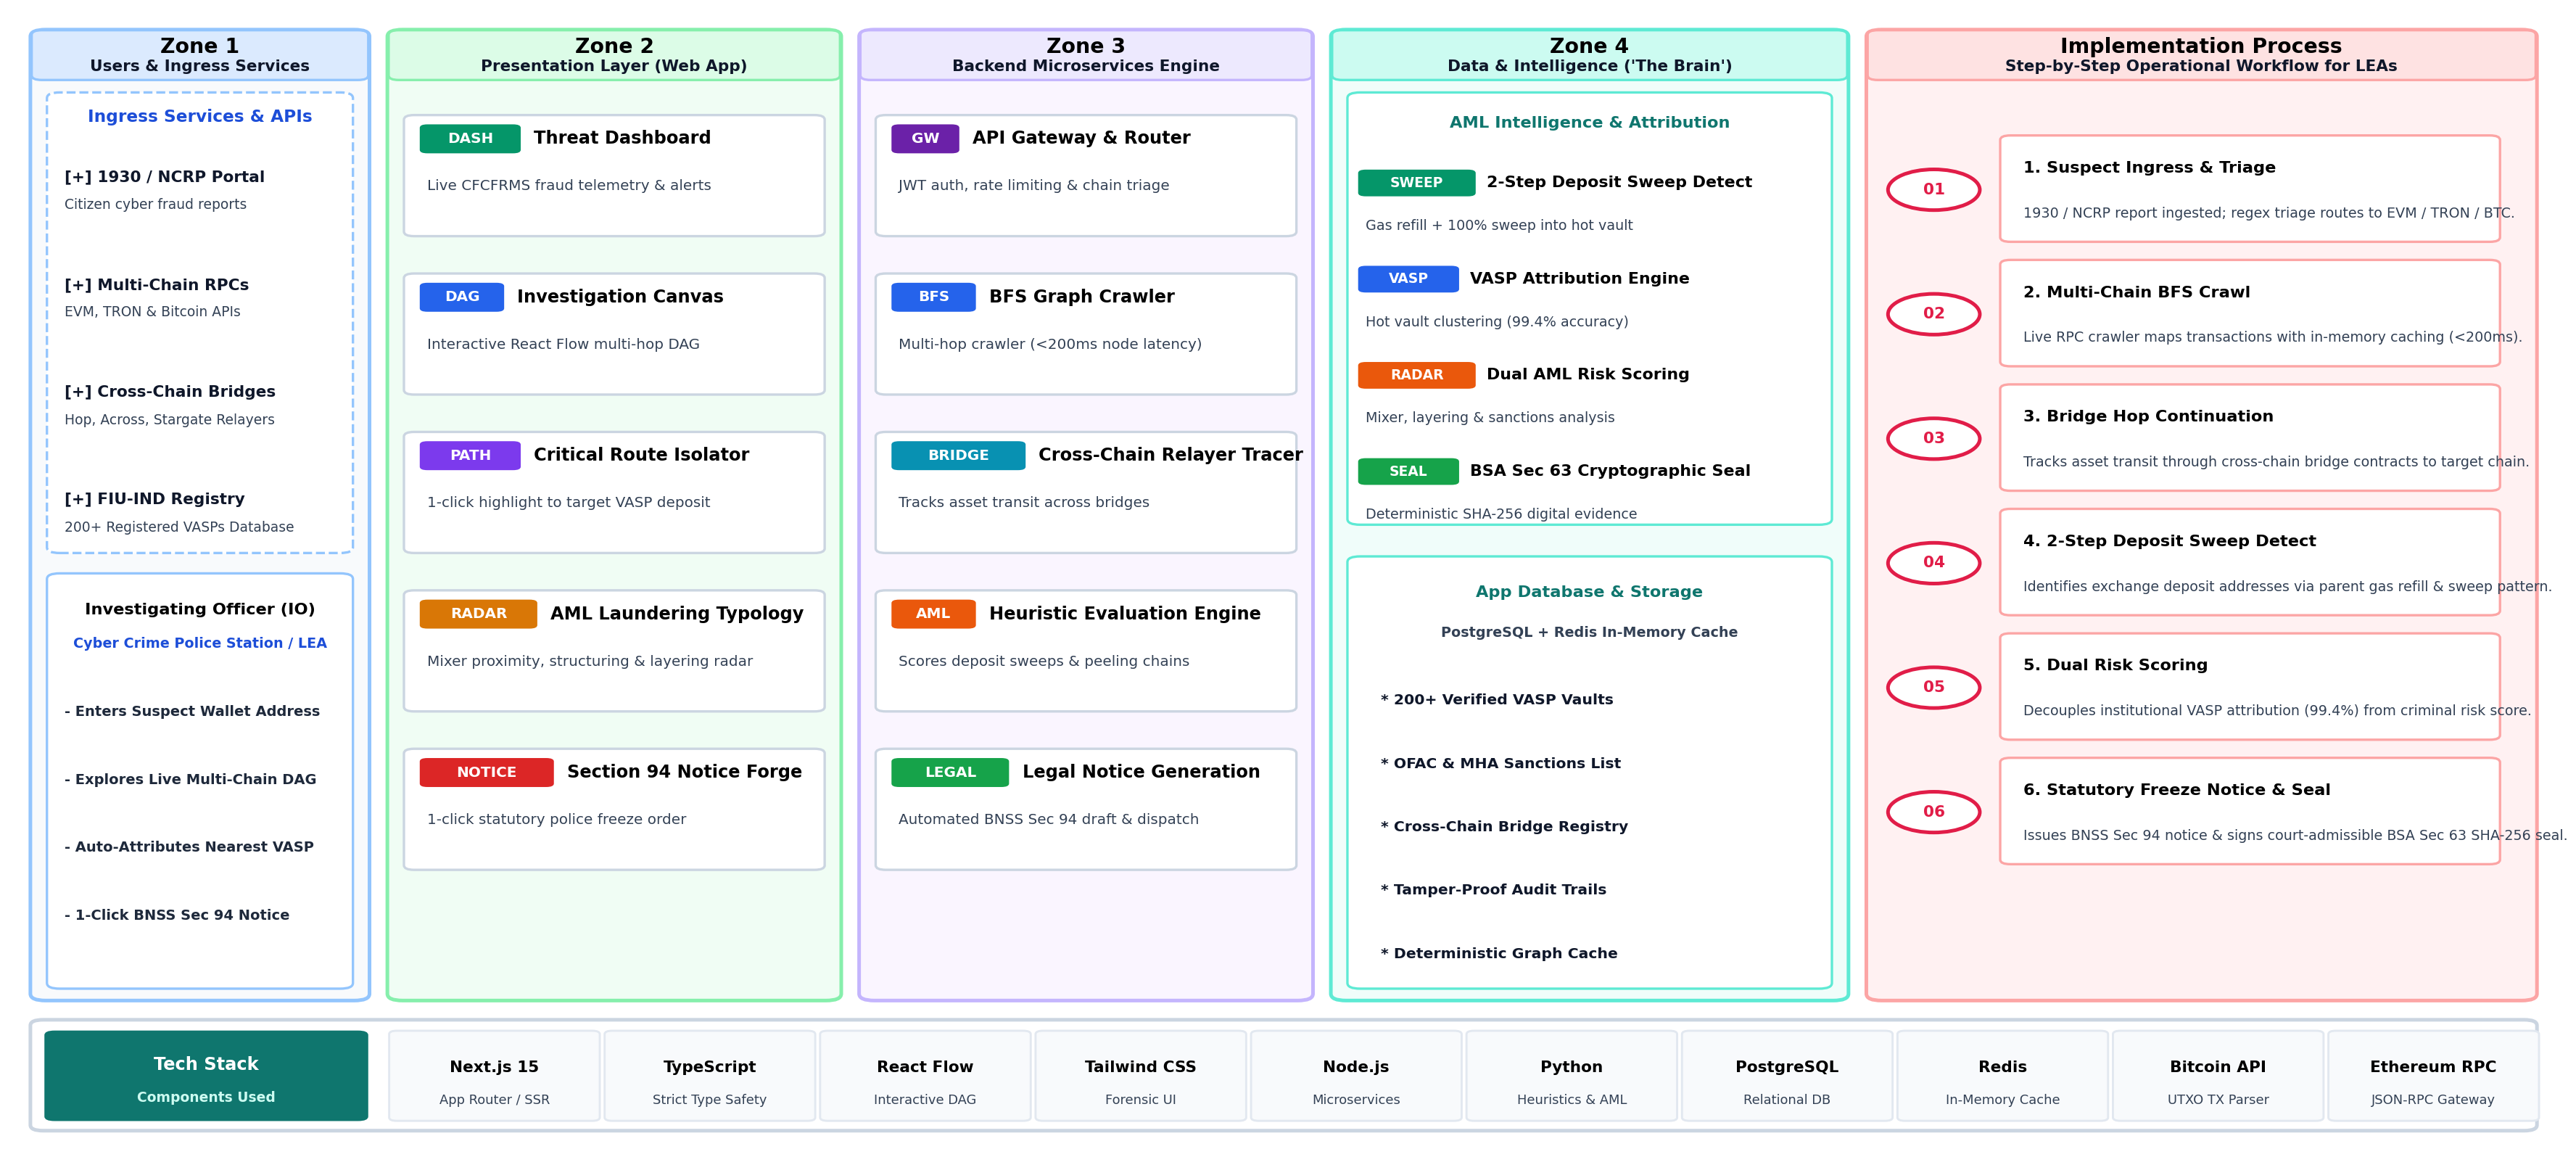 Zone 1
Users & Ingress Services
Ingress Services & APIs
[+] 1930 / NCRP Portal
Citizen cyber fraud reports
[+] Multi-Chain RPCs
EVM, TRON & Bitcoin APIs
[+] Cross-Chain Bridges
Hop, Across, Stargate Relayers
[+] FIU-IND Registry
200+ Registered VASPs Database
Investigating Officer (IO)
Cyber Crime Police Station / LEA
- Enters Suspect Wallet Address
- Explores Live Multi-Chain DAG
- Auto-Attributes Nearest VASP
- 1-Click BNSS Sec 94 Notice
Zone 2
Presentation Layer (Web App)
DASH Threat Dashboard
Live CFCFRMS fraud telemetry & alerts
DAG Investigation Canvas
Interactive React Flow multi-hop DAG
PATH Critical Route Isolator
1-click highlight to target VASP deposit
RADAR AML Laundering Typology
Mixer proximity, structuring & layering radar
NOTICE Section 94 Notice Forge
1-click statutory police freeze order
Zone 3
Backend Microservices Engine
GW API Gateway & Router
JWT auth, rate limiting & chain triage
BFS BFS Graph Crawler
Multi-hop crawler (<200ms node latency)
BRIDGE Cross-Chain Relayer Tracer
Tracks asset transit across bridges
AML Heuristic Evaluation Engine
Scores deposit sweeps & peeling chains
LEGAL Legal Notice Generation
Automated BNSS Sec 94 draft & dispatch
Zone 4
Data & Intelligence ('The Brain')
AML Intelligence & Attribution
SWEEP 2-Step Deposit Sweep Detect
Gas refill + 100% sweep into hot vault
VASP VASP Attribution Engine
Hot vault clustering (99.4% accuracy)
RADAR Dual AML Risk Scoring
Mixer, layering & sanctions analysis
SEAL BSA Sec 63 Cryptographic Seal
Deterministic SHA-256 digital evidence
App Database & Storage
PostgreSQL + Redis In-Memory Cache
* 200+ Verified VASP Vaults
* OFAC & MHA Sanctions List
* Cross-Chain Bridge Registry
* Tamper-Proof Audit Trails
* Deterministic Graph Cache
Implementation Process
Step-by-Step Operational Workflow for LEAs
01
1. Suspect Ingress & Triage
1930 / NCRP report ingested; regex triage routes to EVM / TRON / BTC.
02
2. Multi-Chain BFS Crawl
Live RPC crawler maps transactions with in-memory caching (<200ms).
03
3. Bridge Hop Continuation
Tracks asset transit through cross-chain bridge contracts to target chain.
04
4. 2-Step Deposit Sweep Detect
Identifies exchange deposit addresses via parent gas refill & sweep pattern.
05
5. Dual Risk Scoring
Decouples institutional VASP attribution (99.4%) from criminal risk score.
06
6. Statutory Freeze Notice & Seal
Issues BNSS Sec 94 notice & signs court-admissible BSA Sec 63 SHA-256 seal.
Tech Stack
Components Used
Next.js 15
App Router / SSR
TypeScript
Strict Type Safety
React Flow
Interactive DAG
Tailwind CSS
Forensic UI
Node.js
Microservices
Python
Heuristics & AML
PostgreSQL
Relational DB
Redis
In-Memory Cache
Bitcoin API
UTXO TX Parser
Ethereum RPC
JSON-RPC Gateway